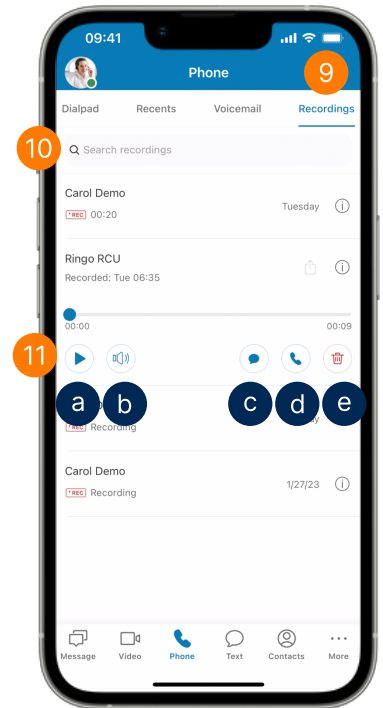 09:41
Phone
9
Dialpad Recents Voicemail Recordings
10
Search recordings
Carol Demo
REC 00:20
Tuesday
Ringo RCU
Recorded: Tue 06:35
00:00 00:09
11
a b c d e
REC Recording
Carol Demo
REC Recording
1/27/23
Message Video Phone Text Contacts More